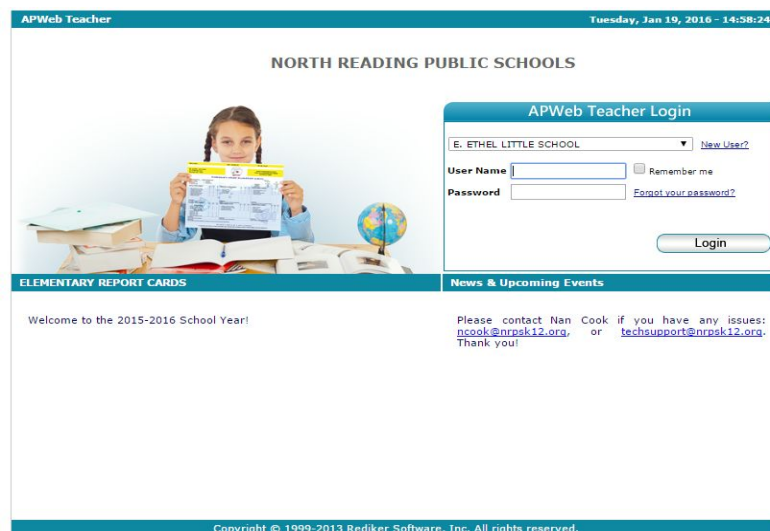 APWeb Teacher
Tuesday, Jan 19, 2016 - 14:58:24
NORTH READING PUBLIC SCHOOLS
APWeb Teacher Login
E. ETHEL LITTLE SCHOOL
New User?
User Name
Remember me
Password
Forgot your password?
Login
ELEMENTARY REPORT CARDS
News & Upcoming Events
Welcome to the 2015-2016 School Year!
Please contact Nan Cook if you have any issues:
ncook@nrpsk12.org, or techsupport@nrpsk12.org.
Thank you!
Copyright © 1999-2013 Rediker Software, Inc. All rights reserved.